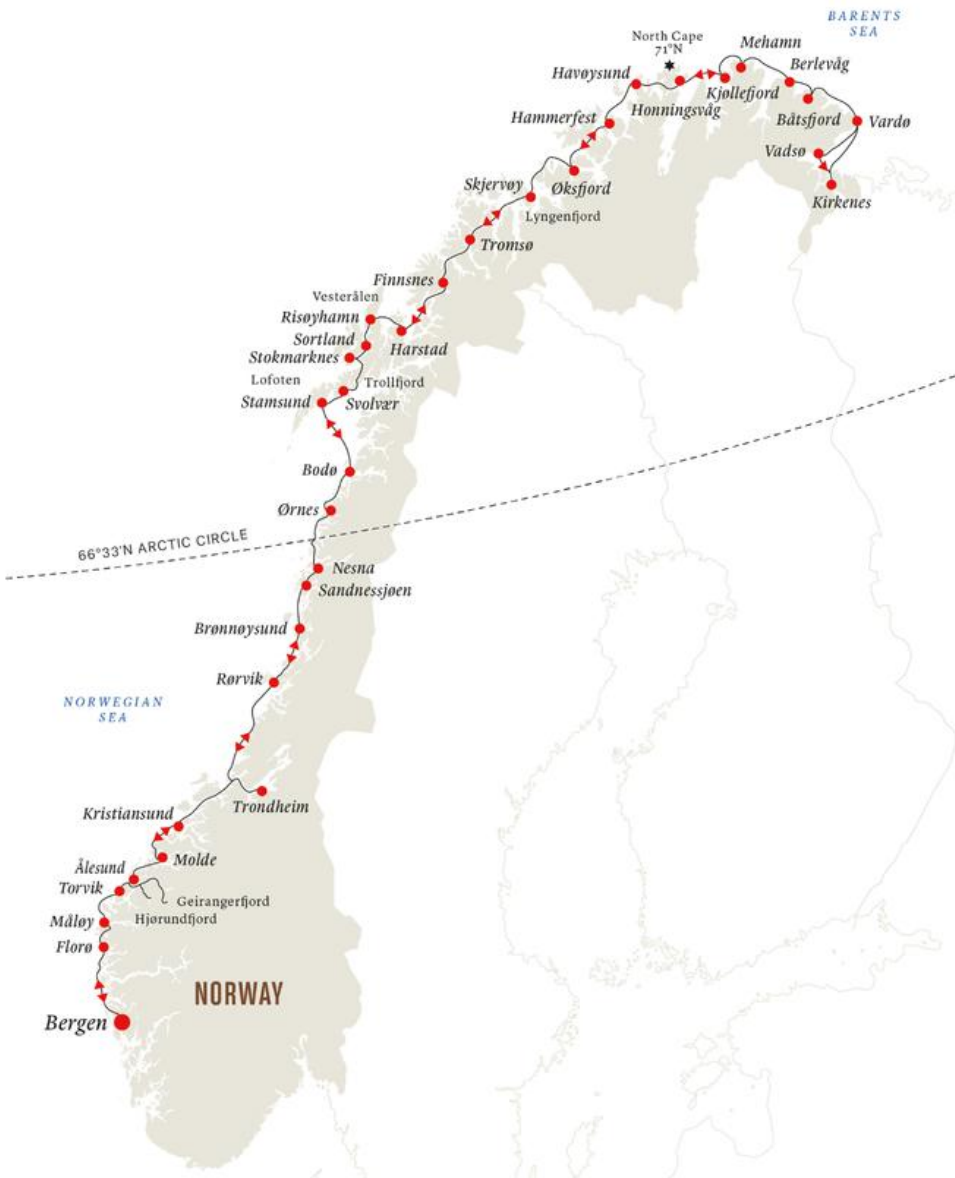 BARENTS
SEA
North Cape
71°N
Mehamn
Berlevåg
Havøysund
Kjøllefjord
Honningsvåg
Båtsfjord
Vardø
Hammerfest
Vadsø
Skjervøy
Øksfjord
Kirkenes
Lyngenfjord
Tromsø
Finnsnes
Vesterålen
Risøyhamn
Sortland
Harstad
Stokmarknes
Lofoten
Trollfjord
Stamsund
Svolvær
Bodø
Ørnes
66°33'N ARCTIC CIRCLE
Nesna
Sandnessjøen
Brønnøysund
Rørvik
NORWEGIAN
SEA
Trondheim
Kristiansund
Molde
Ålesund
Torvik
Geirangerfjord
Hjørundfjord
Måløy
Florø
NORWAY
Bergen